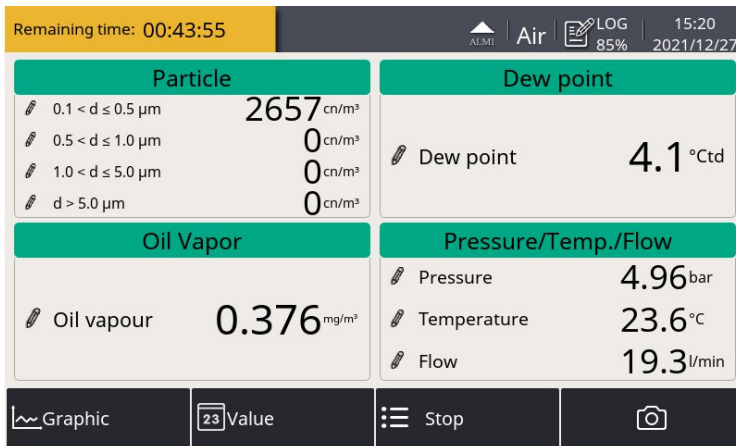 Remaining time: 00:43:55
ALMI Air LOG 85% 15:20 2021/12/27
Particle
0.1 < d ≤ 0.5 µm 2657 cn/m³
0.5 < d ≤ 1.0 µm 0 cn/m³
1.0 < d ≤ 5.0 µm 0 cn/m³
d > 5.0 µm 0 cn/m³
Dew point
Dew point 4.1 °Ctd
Oil Vapor
Oil vapour 0.376 mg/m³
Pressure/Temp./Flow
Pressure 4.96 bar
Temperature 23.6 °C
Flow 19.3 l/min
Graphic 23 Value Stop